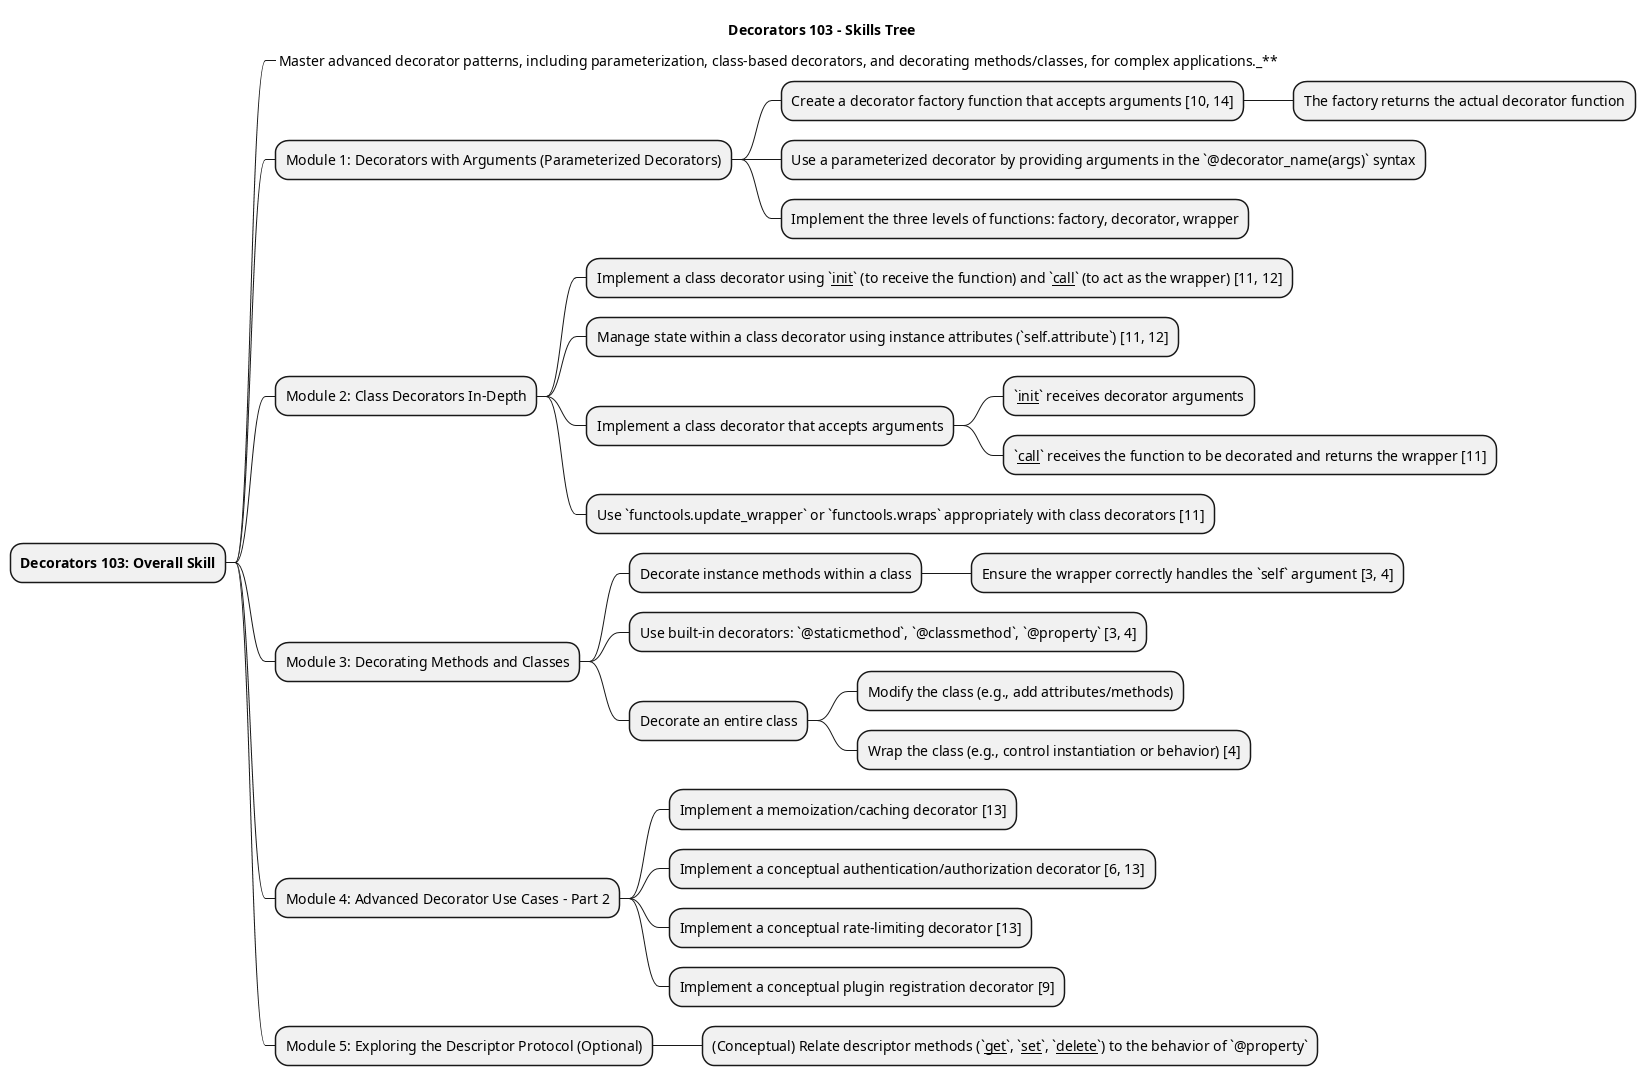 Decorators 103 - Skills Tree
Master advanced decorator patterns, including parameterization, class-based decorators, and decorating methods/classes, for complex applications._**
Create a decorator factory function that accepts arguments [10, 14]
The factory returns the actual decorator function
Module 1: Decorators with Arguments (Parameterized Decorators)
Use a parameterized decorator by providing arguments in the `@decorator_name(args)` syntax
Implement the three levels of functions: factory, decorator, wrapper
Implement a class decorator using `init` (to receive the function) and `call` (to act as the wrapper) [11, 12]
Manage state within a class decorator using instance attributes (`self.attribute`) [11, 12]
Module 2: Class Decorators In-Depth
Implement a class decorator that accepts arguments
`init` receives decorator arguments
`call` receives the function to be decorated and returns the wrapper [11]
Use `functools.update_wrapper` or `functools.wraps` appropriately with class decorators [11]
Decorators 103: Overall Skill
Decorate instance methods within a class
Ensure the wrapper correctly handles the `self` argument [3, 4]
Use built-in decorators: `@staticmethod`, `@classmethod`, `@property` [3, 4]
Module 3: Decorating Methods and Classes
Decorate an entire class
Modify the class (e.g., add attributes/methods)
Wrap the class (e.g., control instantiation or behavior) [4]
Implement a memoization/caching decorator [13]
Implement a conceptual authentication/authorization decorator [6, 13]
Module 4: Advanced Decorator Use Cases - Part 2
Implement a conceptual rate-limiting decorator [13]
Implement a conceptual plugin registration decorator [9]
Module 5: Exploring the Descriptor Protocol (Optional)
(Conceptual) Relate descriptor methods (`get`, `set`, `delete`) to the behavior of `@property`